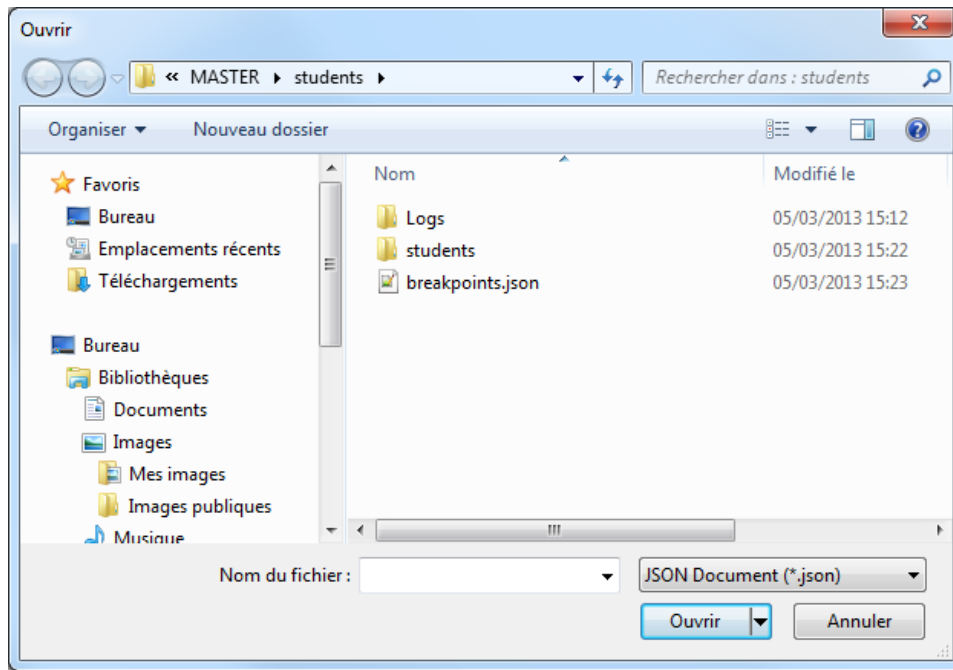 Ouvrir
« MASTER students
Rechercher dans : students
Organiser Nouveau dossier
Favoris
Bureau
Emplacements récents
Téléchargements
Bureau
Bibliothèques
Documents
Images
Mes images
Images publiques
Musique
Nom Modifié le
Logs 05/03/2013 15:12
students 05/03/2013 15:22
breakpoints.json 05/03/2013 15:23
Nom du fichier :
JSON Document (*.json)
Ouvrir Annuler